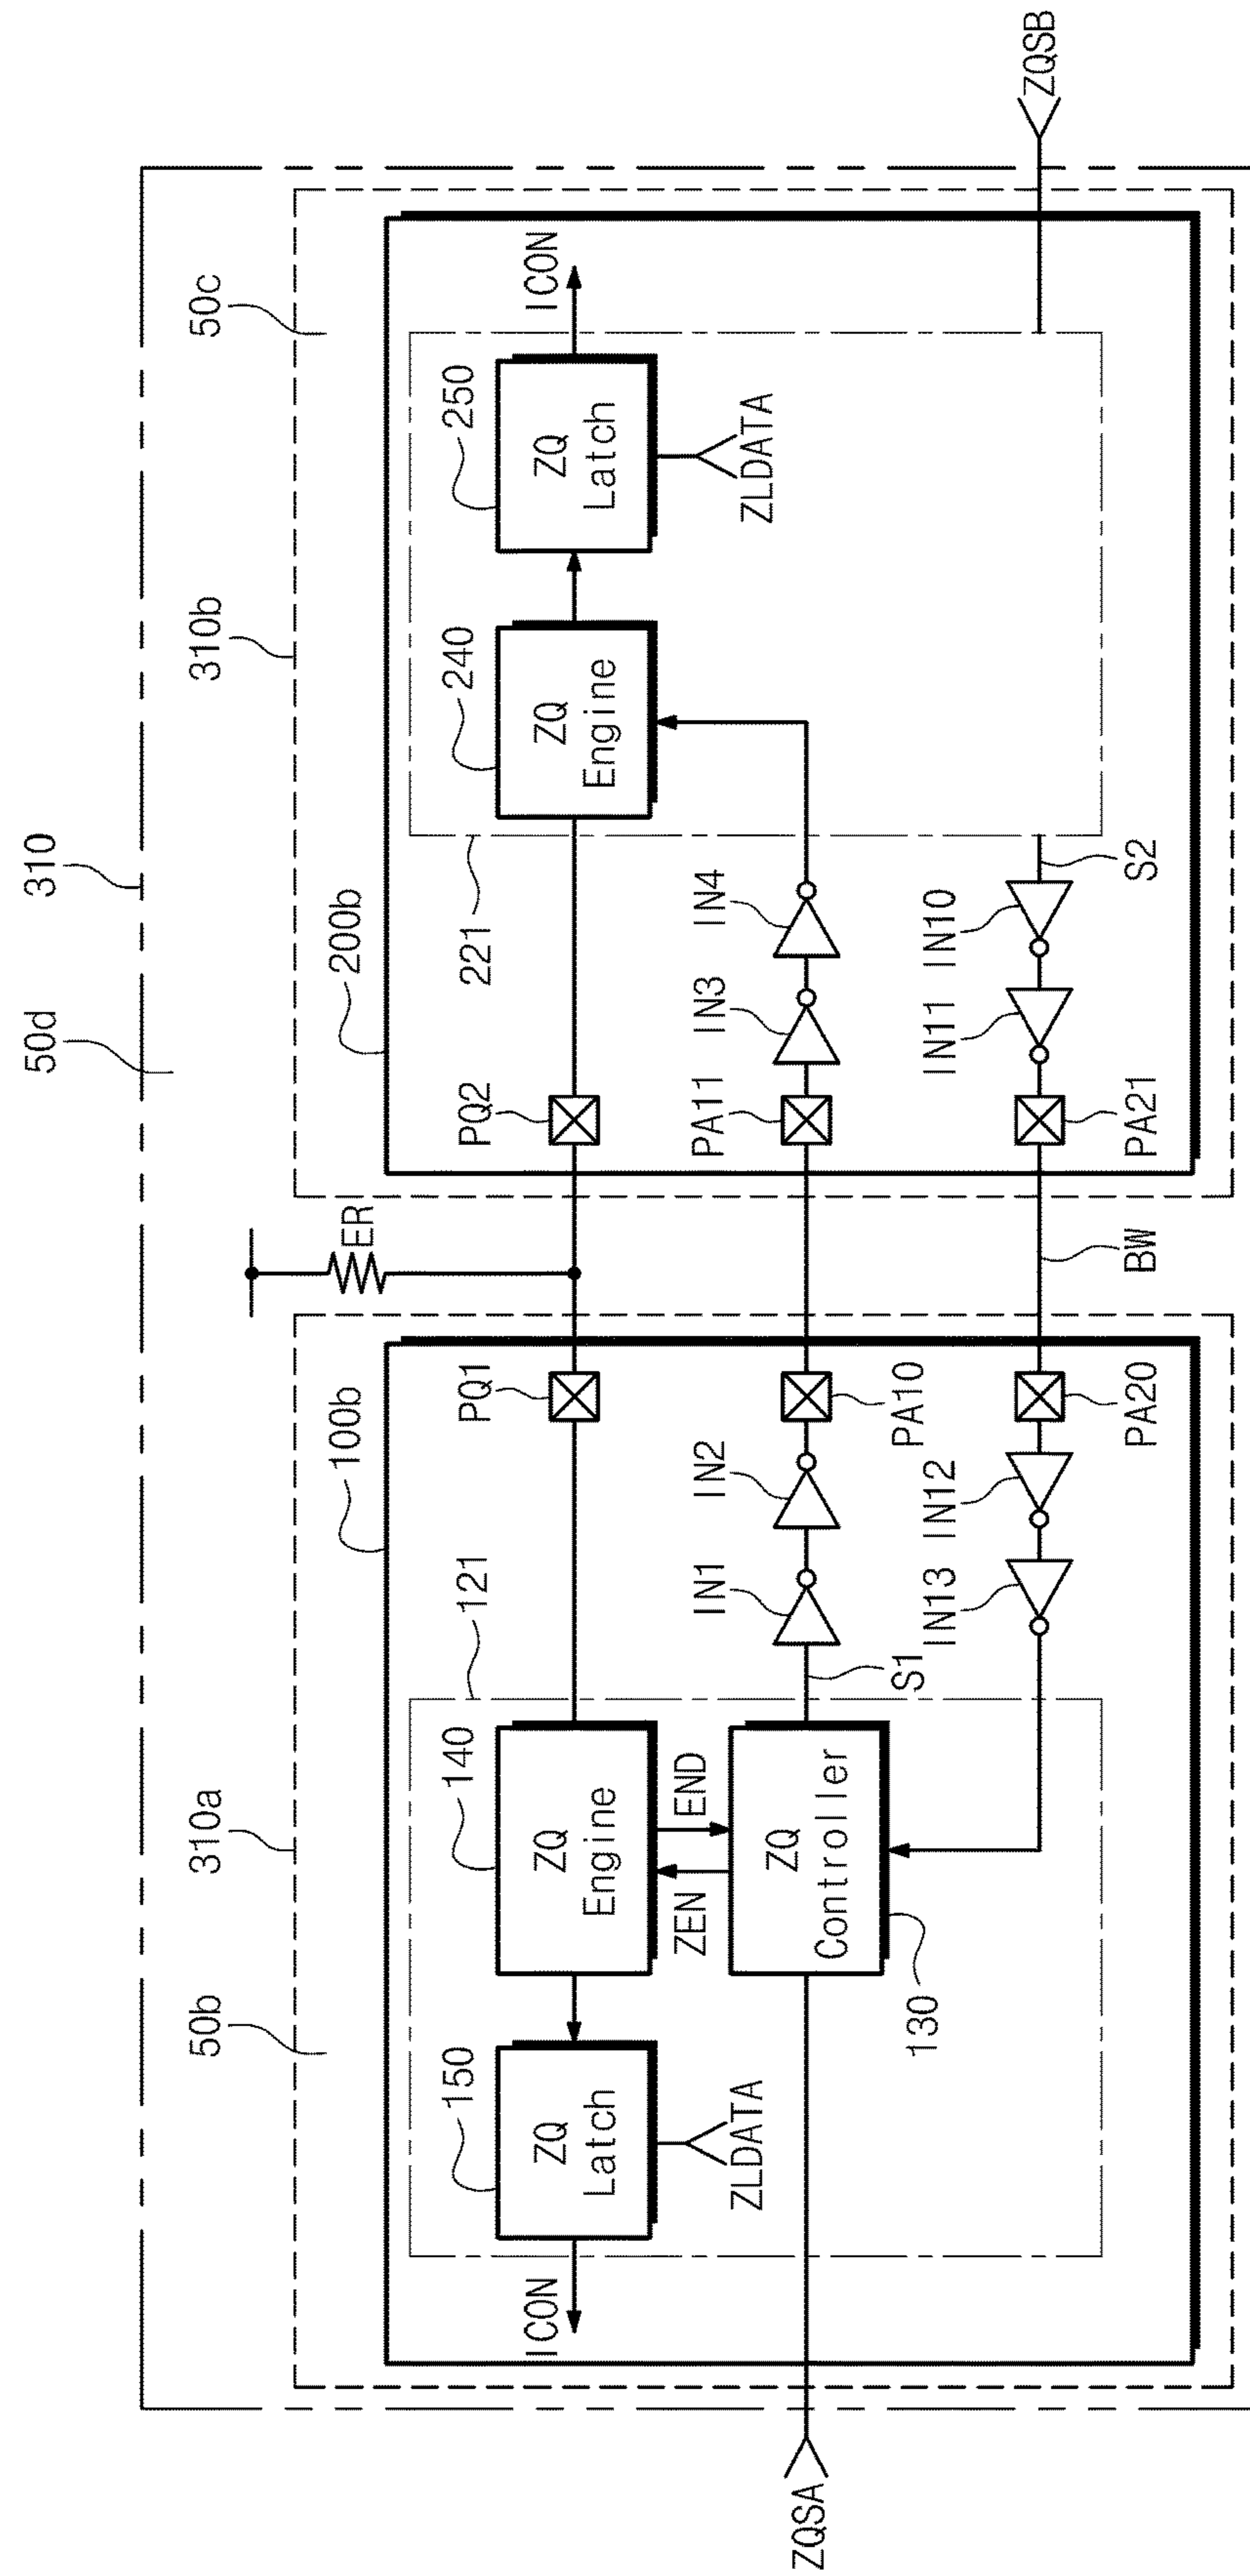 310
50d
310a
310b
50b
50c
100b
200b
121
221
ICON
150
ZQ
Latch
ZLDATA
140
ZQ
Engine
ZEN
END
ZQ
Controller
130
ZQSA
PQ1
ER
PQ2
240
ZQ
Engine
250
ZQ
Latch
ZLDATA
ICON
S1
IN1
IN2
PA10
PA11
IN3
IN4
IN13
IN12
PA20
BW
PA21
IN11
IN10
S2
ZQSB